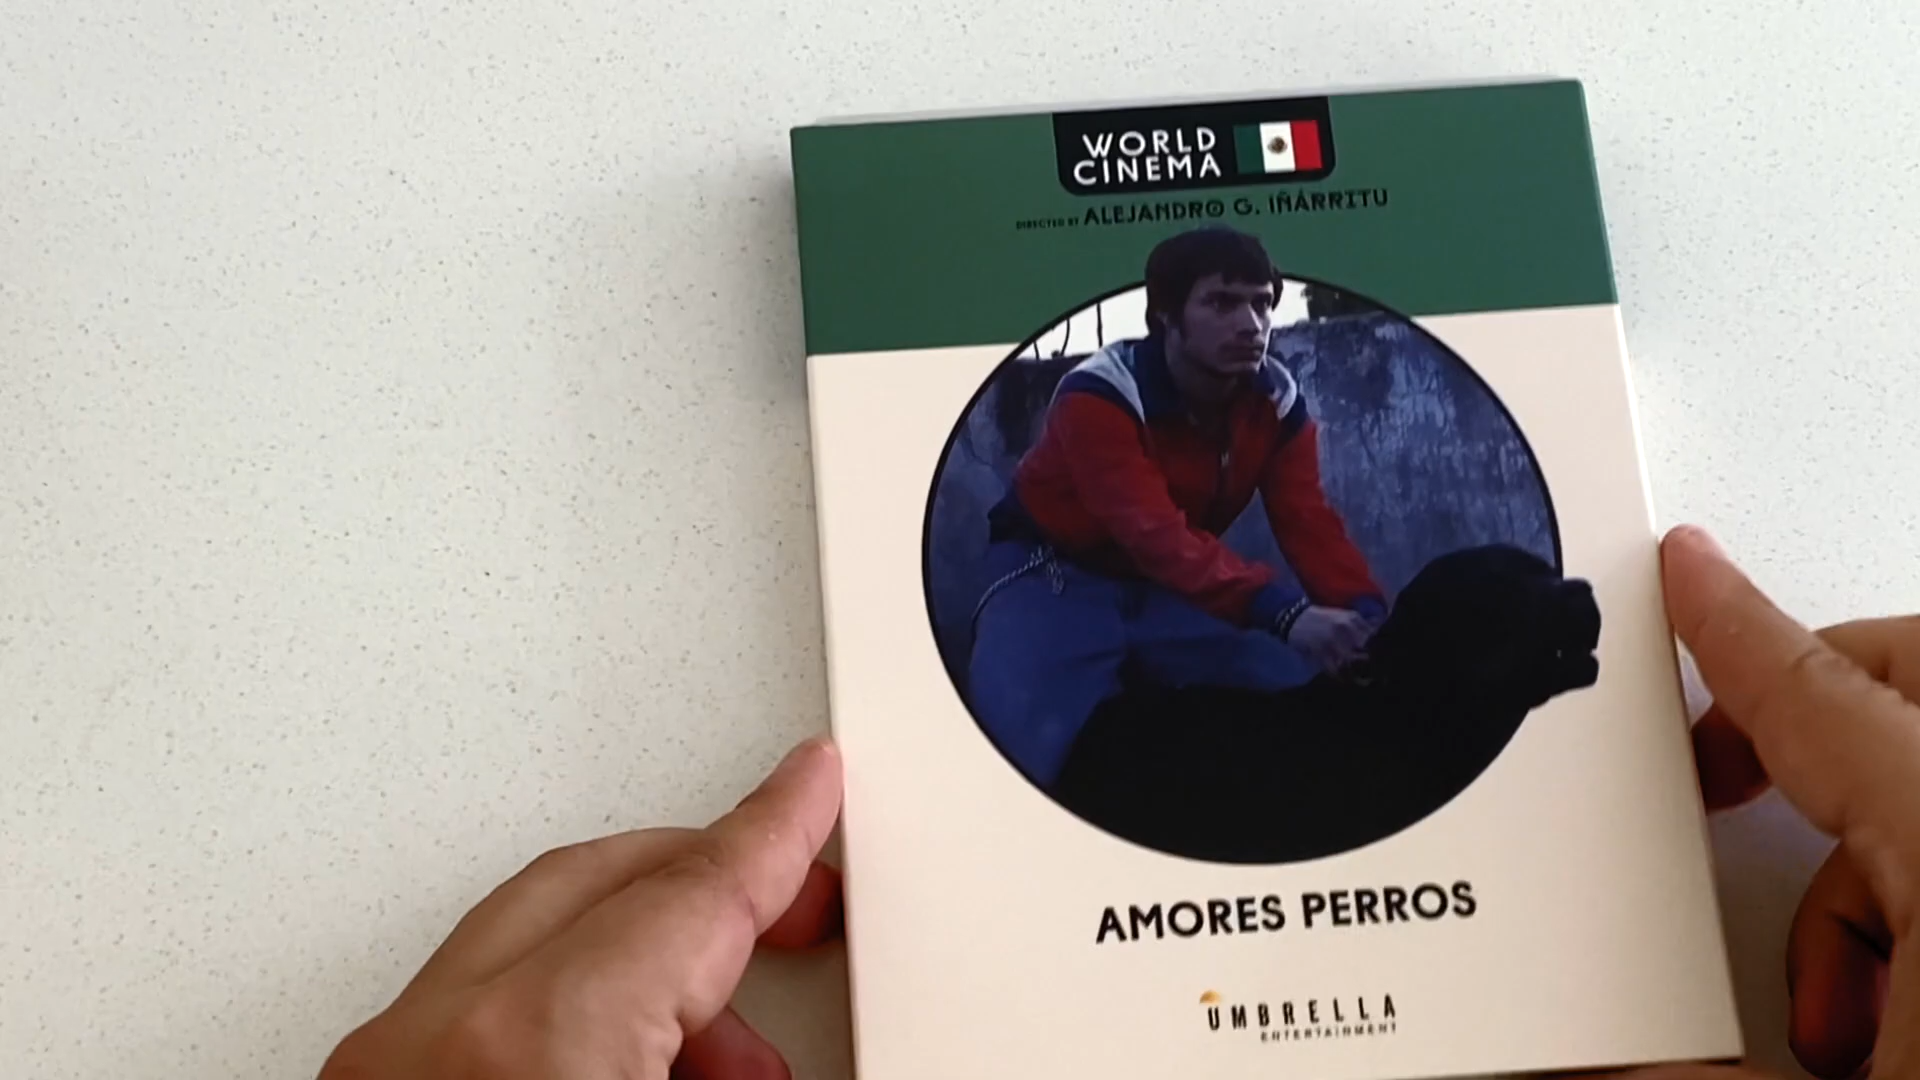 WORLD
CINEMA
DIRECTED BY ALEJANDRO G. IÑÁRRITU
AMORES PERROS
UMBRELLA
ENTERTAINMENT